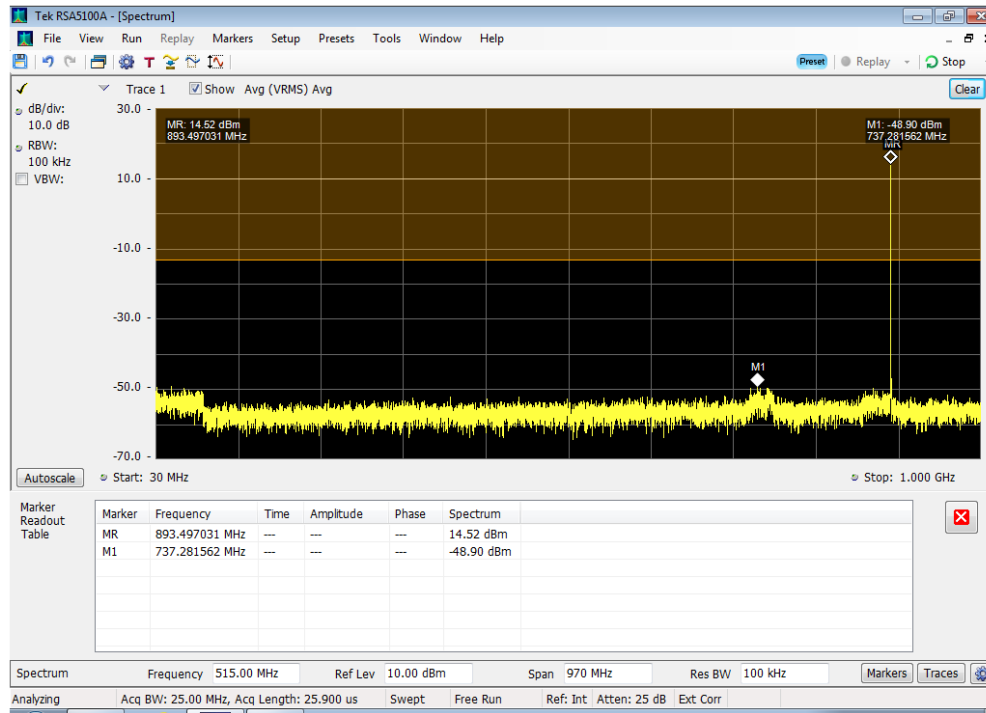 Tek RSA5100A - [Spectrum]
File View Run Replay Markers Setup Presets Tools Window Help
T Preset Replay Stop
Trace 1 Show Avg (VRMS) Avg Clear
dB/div:
10.0 dB
RBW:
100 kHz
VBW:
30.0
10.0
-10.0
-30.0
-50.0
-70.0
MR: 14.52 dBm
893.497031 MHz
M1: -48.90 dBm
737.281562 MHz
MR
M1
Autoscale Start: 30 MHz Stop: 1.000 GHz
Marker
Readout
Table
Marker Frequency Time Amplitude Phase Spectrum
MR 893.497031 MHz --- --- --- 14.52 dBm
M1 737.281562 MHz --- --- --- -48.90 dBm
Spectrum Frequency 515.00 MHz Ref Lev 10.00 dBm Span 970 MHz Res BW 100 kHz Markers Traces
Analyzing Acq BW: 25.00 MHz, Acq Length: 25.900 us Swept Free Run Ref: Int Atten: 25 dB Ext Corr